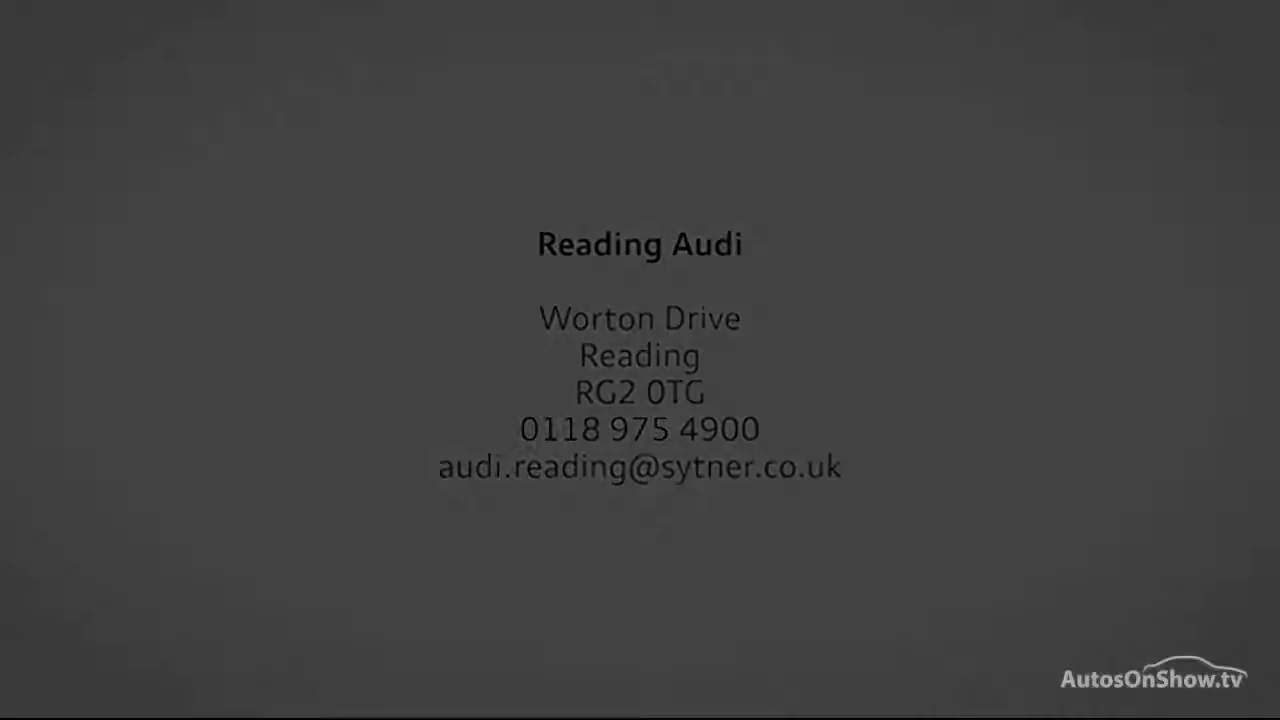 Reading Audi
Worton Drive
Reading
RG2 0TG
0118 975 4900
audi.reading@sytner.co.uk
AutosOnShow.tv